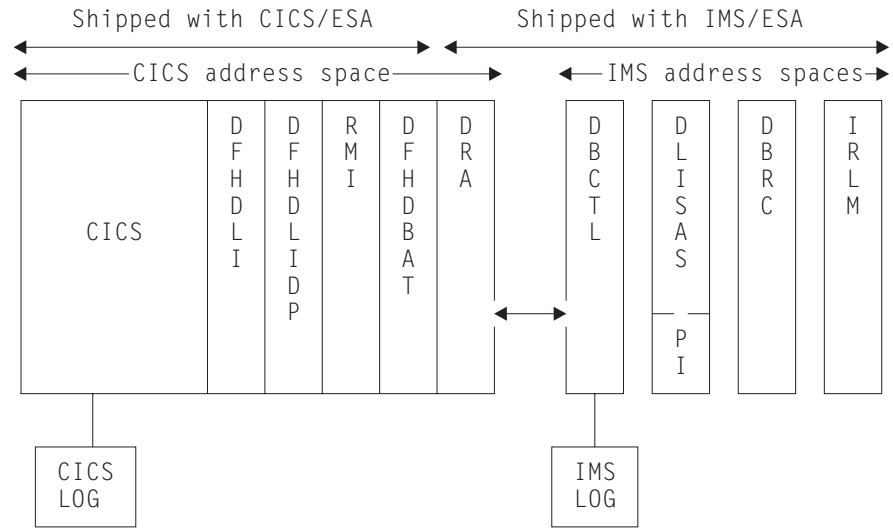 Shipped with CICS/ESA
Shipped with IMS/ESA
CICS address space
IMS address spaces
CICS
DFHDLI
DFHDLIDP
RMI
DFHDBAT
DRA
DBCTL
DLISAS
PI
DBRC
IRLM
CICS
LOG
IMS
LOG